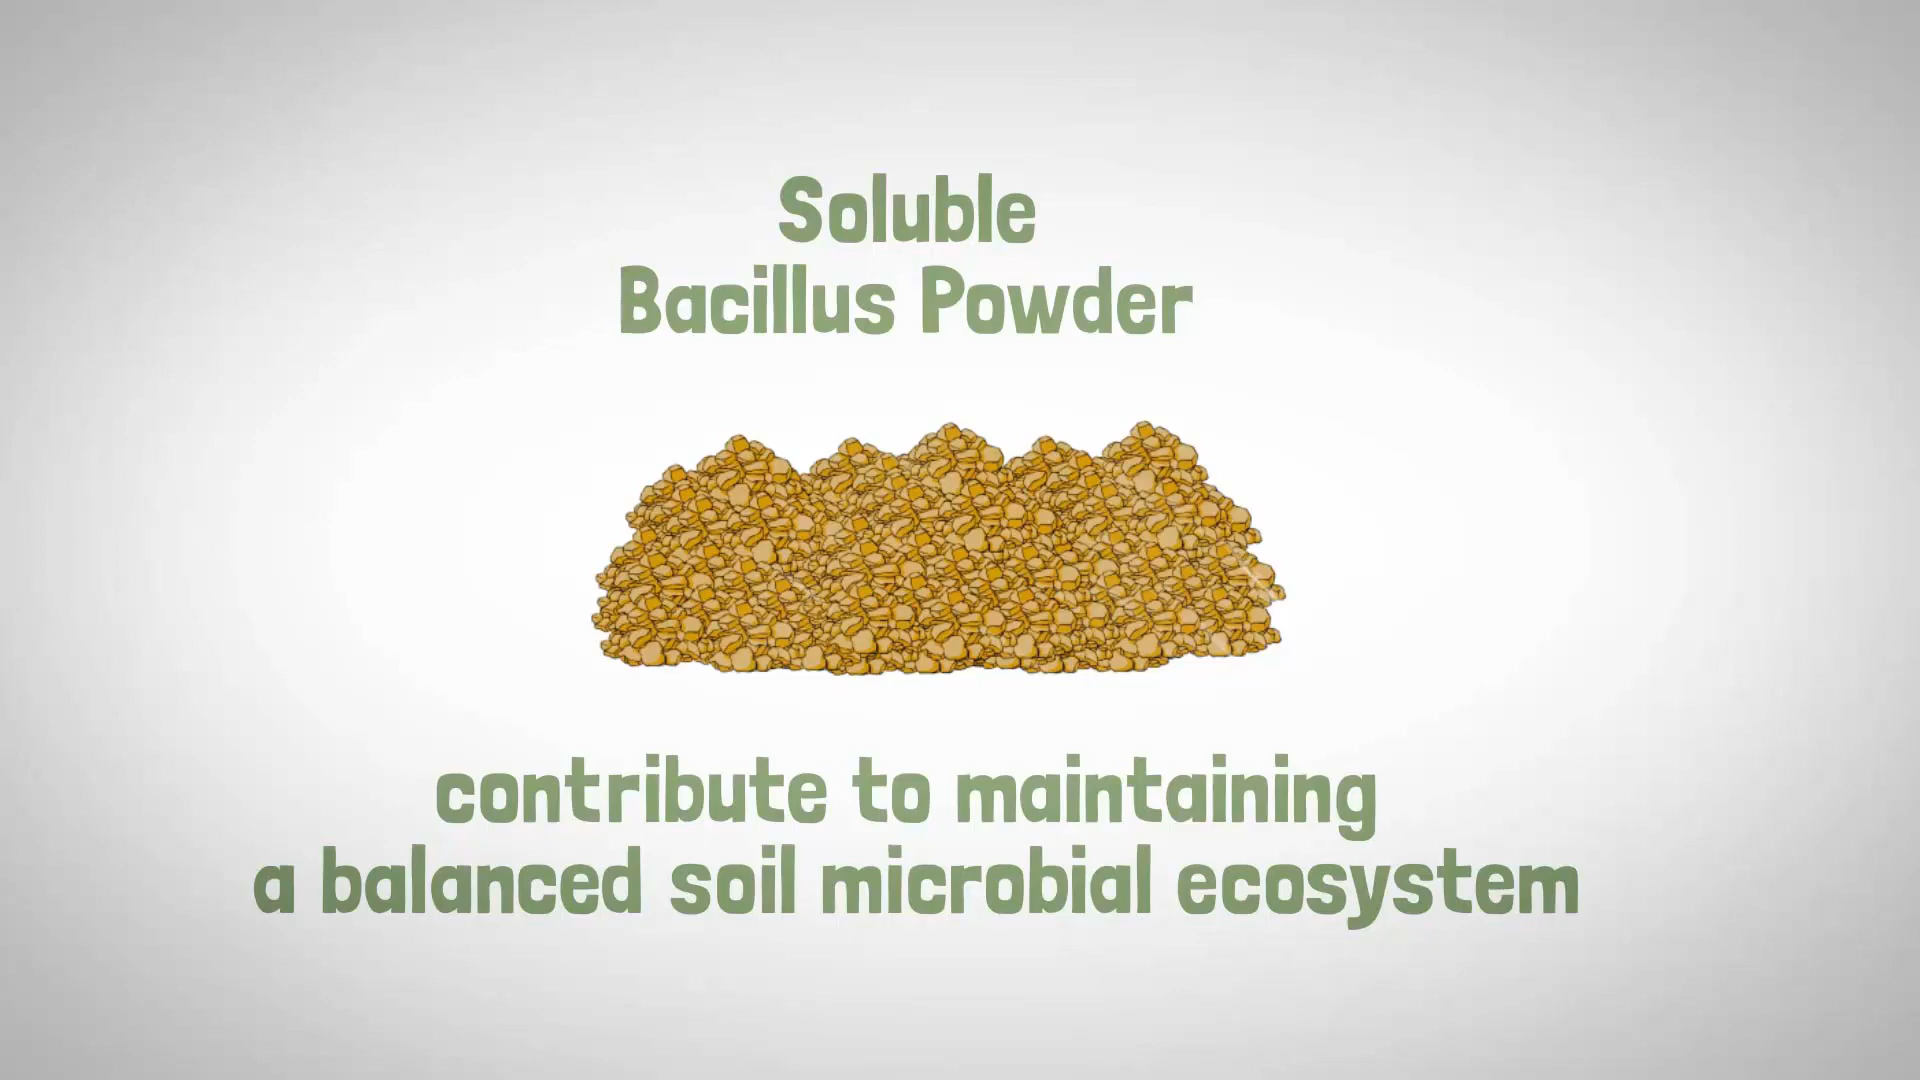 Soluble
Bacillus Powder
contribute to maintaining
a balanced soil microbial ecosystem